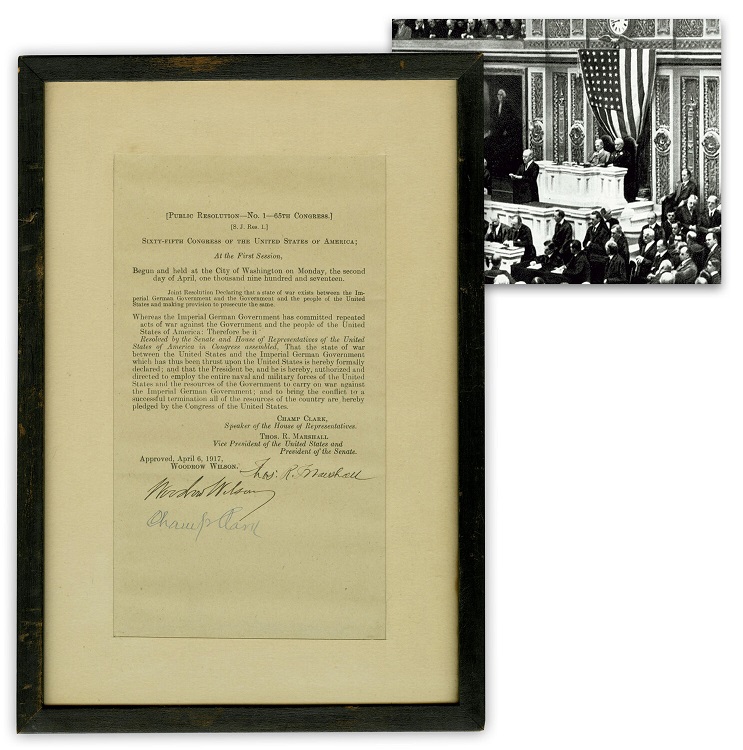 [PUBLIC RESOLUTION—NO. 1—65TH CONGRESS.]
[S. J. RES. 1.]
SIXTY-FIFTH CONGRESS OF THE UNITED STATES OF AMERICA;
At the First Session,
Begun and held at the City of Washington on Monday, the second
day of April, one thousand nine hundred and seventeen.
Joint Resolution Declaring that a state of war exists between the Im-
perial German Government and the Government and the people of the United
States and making provision to prosecute the same.
Whereas the Imperial German Government has committed repeated
acts of war against the Government and the people of the United
States of America: Therefore be it
Resolved by the Senate and House of Representatives of the United
States of America in Congress assembled, That the state of war
between the United States and the Imperial German Government
which has thus been thrust upon the United States is hereby formally
declared; and that the President be, and he is hereby, authorized and
directed to employ the entire naval and military forces of the United
States and the resources of the Government to carry on war against
the Imperial German Government; and to bring the conflict to a
successful termination all of the resources of the country are hereby
pledged by the Congress of the United States.
CHAMP CLARK,
Speaker of the House of Representatives.
THOS. R. MARSHALL
Vice President of the United States and
President of the Senate.
Approved, April 6, 1917,
WOODROW WILSON.
Thos. R. Marshall
Woodrow Wilson
Champ Clark